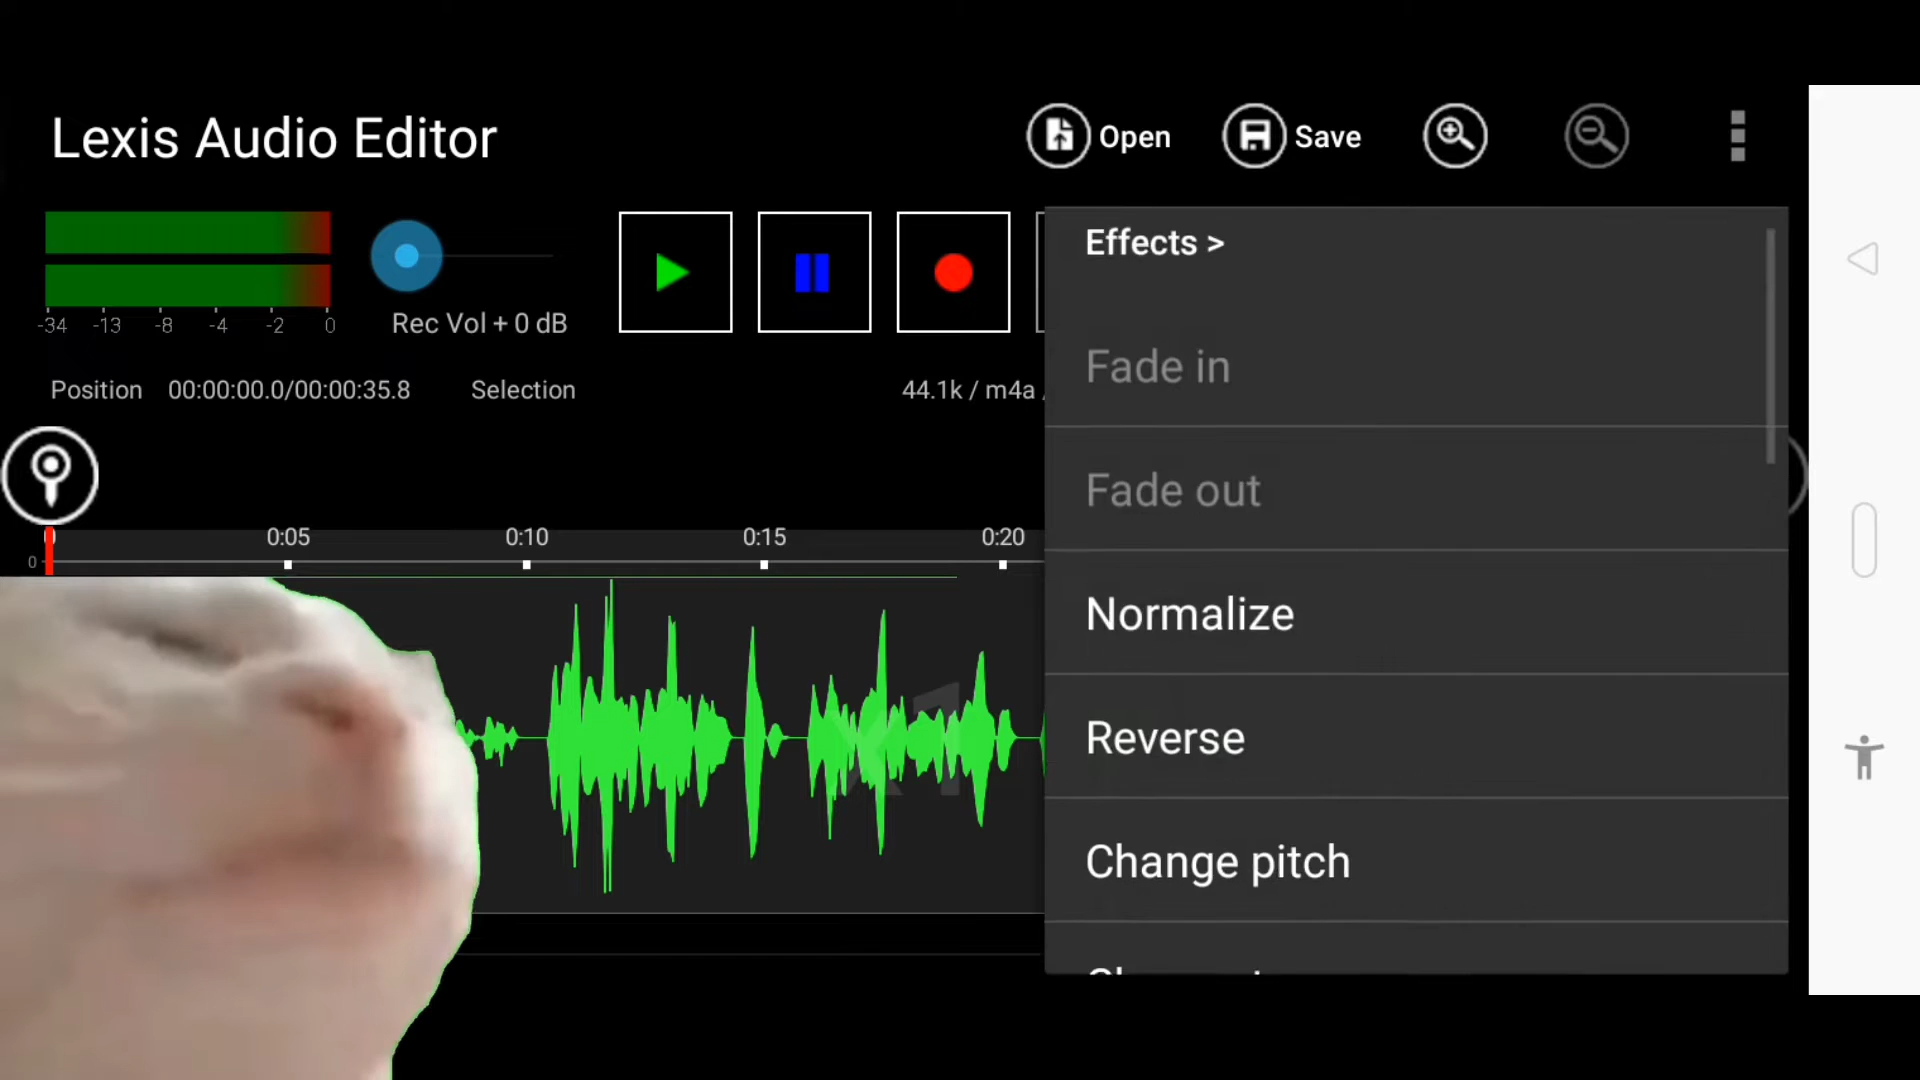 Lexis Audio Editor
Open
Save
Effects >
-34 -13 -8 -4 -2 0
Rec Vol + 0 dB
Fade in
Position 00:00:00.0/00:00:35.8 Selection 44.1k / m4a /
Fade out
0:05 0:10 0:15 0:20
0
Normalize
x1
Reverse
Change pitch